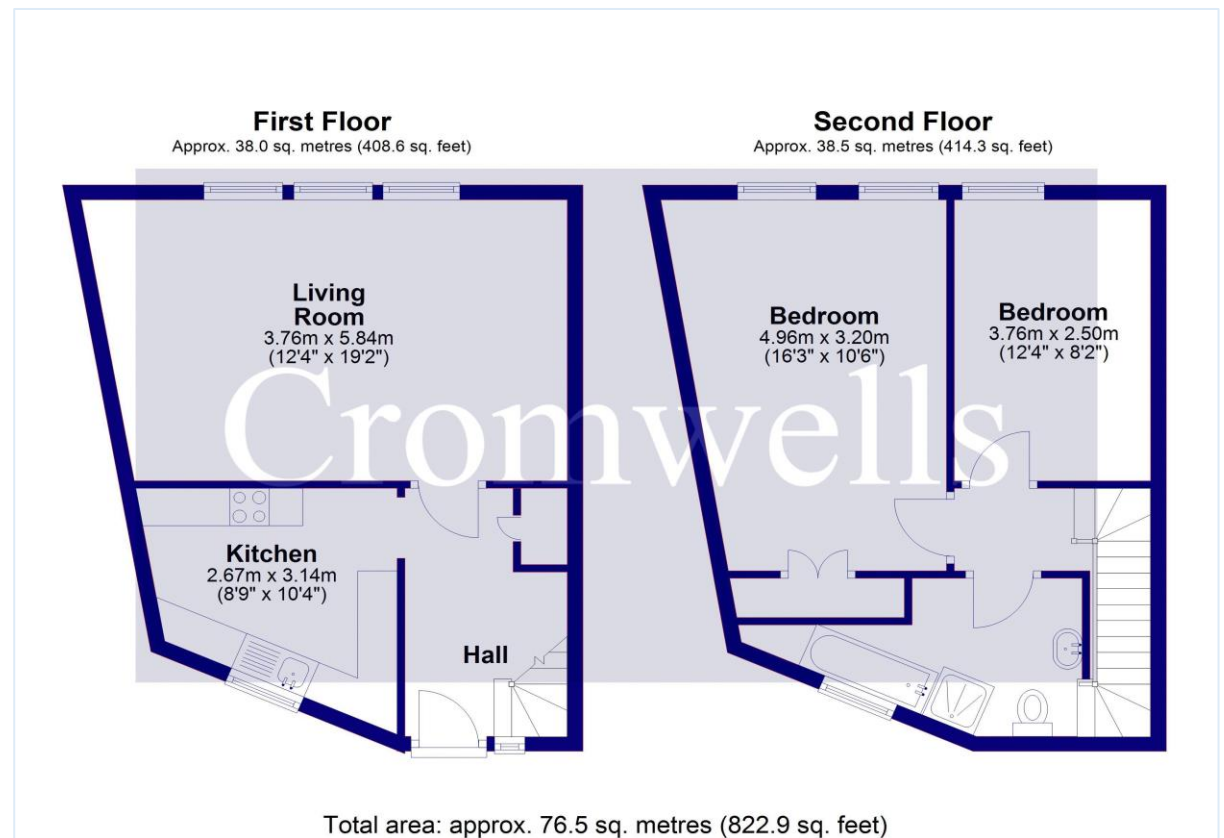 First Floor
Approx. 38.0 sq. metres (408.6 sq. feet)
Living
Room
3.76m x 5.84m
(12'4" x 19'2")
Kitchen
2.67m x 3.14m
(8'9" x 10'4")
Hall
Second Floor
Approx. 38.5 sq. metres (414.3 sq. feet)
Bedroom
4.96m x 3.20m
(16'3" x 10'6")
Bedroom
3.76m x 2.50m
(12'4" x 8'2")
Cromwells
Total area: approx. 76.5 sq. metres (822.9 sq. feet)